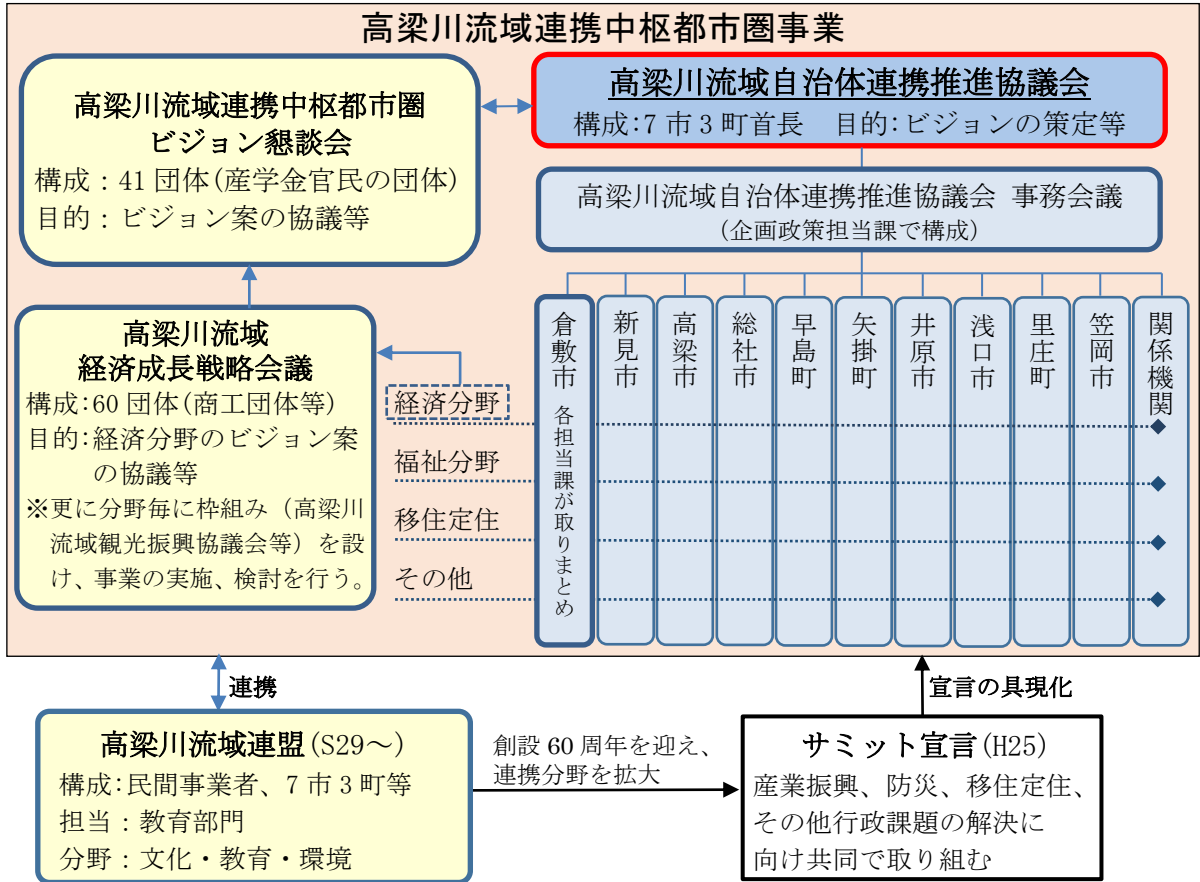 高梁川流域連携中枢都市圏事業
高梁川流域連携中枢都市圏
ビジョン懇談会
構成：41 団体(産学金官民の団体)
目的：ビジョン案の協議等
高梁川流域自治体連携推進協議会
構成:7 市 3 町首長　目的:ビジョンの策定等
高梁川流域自治体連携推進協議会 事務会議
(企画政策担当課で構成)
高梁川流域
経済成長戦略会議
構成:60 団体(商工団体等)
目的:経済分野のビジョン案
の協議等
※更に分野毎に枠組み（高梁川
流域観光振興協議会等）を設
け、事業の実施、検討を行う。
経済分野
福祉分野
移住定住
その他
倉敷市 各担当課が取りまとめ
新見市
高梁市
総社市
早島町
矢掛町
井原市
浅口市
里庄町
笠岡市
関係機関
連携
宣言の具現化
高梁川流域連盟(S29～)
構成:民間事業者、7 市 3 町等
担当：教育部門
分野：文化・教育・環境
創設 60 周年を迎え、
連携分野を拡大
サミット宣言(H25)
産業振興、防災、移住定住、
その他行政課題の解決に
向け共同で取り組む